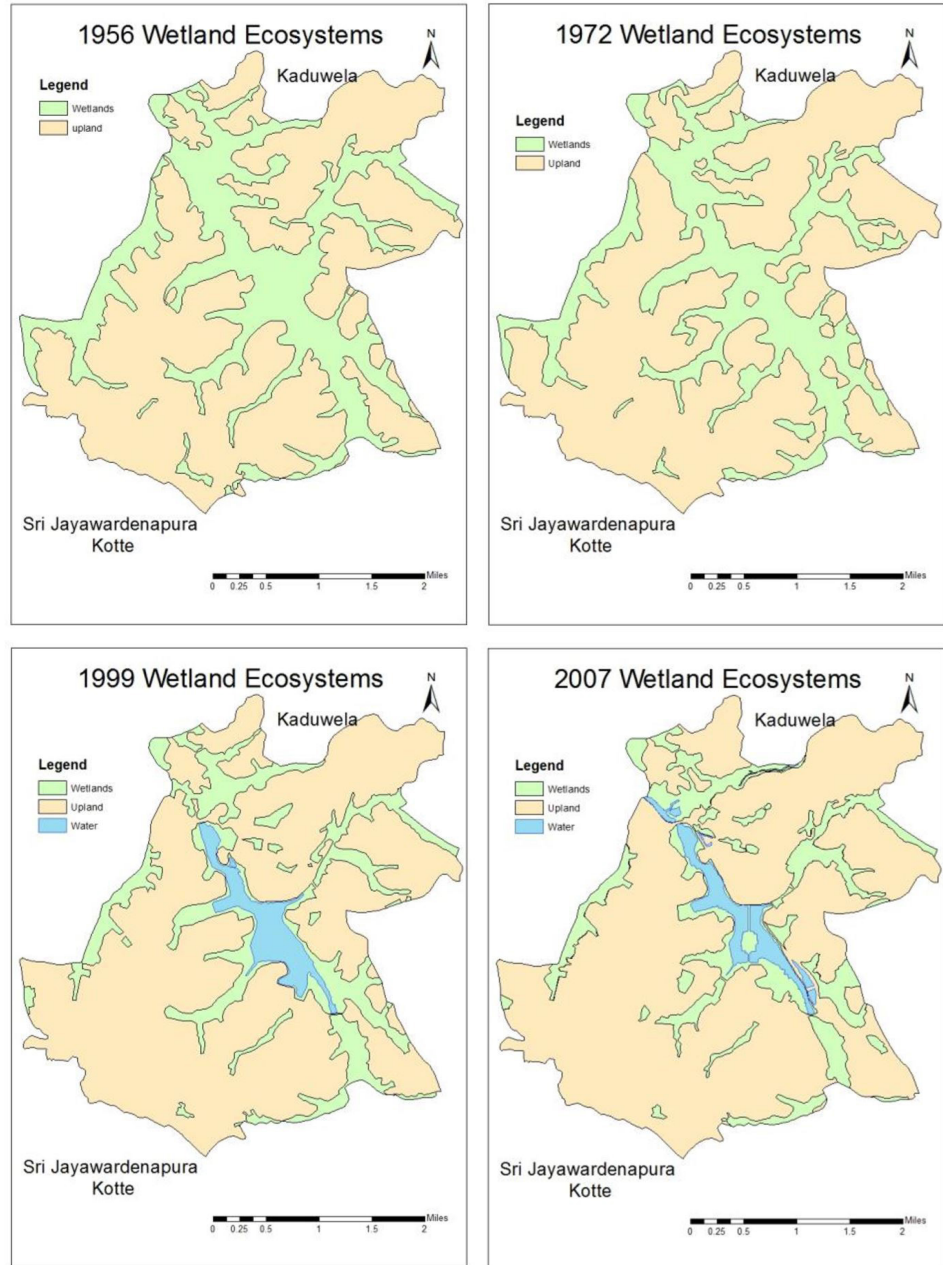 1956 Wetland Ecosystems
N
Kaduwela
Legend
Wetlands
upland
Sri Jayawardenapura
Kotte
Miles
0 0.25 0.5 1 1.5 2
1972 Wetland Ecosystems
N
Kaduwela
Legend
Wetlands
Upland
Sri Jayawardenapura
Kotte
Miles
0 0.25 0.5 1 1.5 2
1999 Wetland Ecosystems
N
Kaduwela
Legend
Wetlands
Upland
Water
Sri Jayawardenapura
Kotte
Miles
0 0.25 0.5 1 1.5 2
2007 Wetland Ecosystems
N
Kaduwela
Legend
Wetlands
Upland
Water
Sri Jayawardenapura
Kotte
Miles
0 0.25 0.5 1 1.5 2